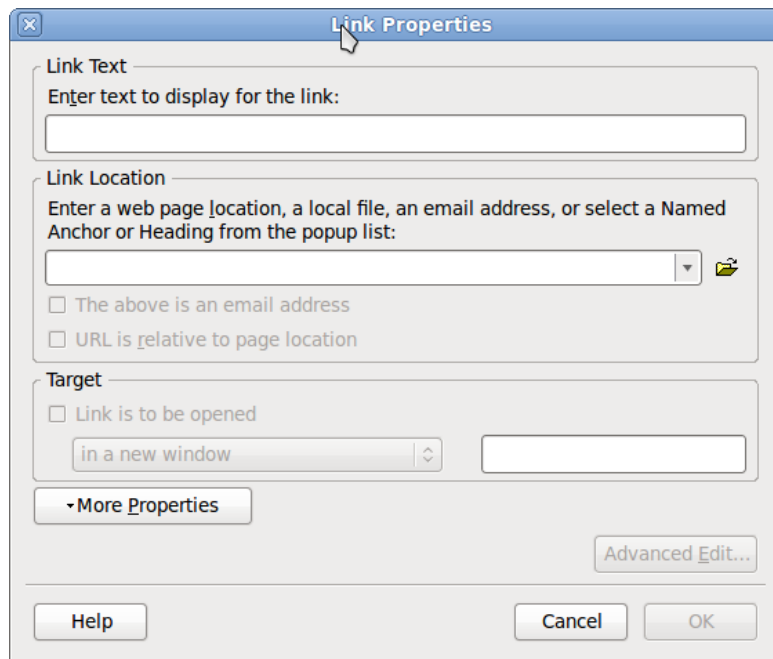 Link Properties
Link Text
Enter text to display for the link:
Link Location
Enter a web page location, a local file, an email address, or select a Named
Anchor or Heading from the popup list:
The above is an email address
URL is relative to page location
Target
Link is to be opened
in a new window
More Properties
Advanced Edit...
Help
Cancel
OK